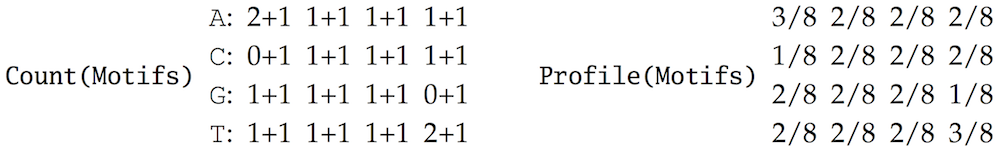 A: 2+1 1+1 1+1 1+1 3/8 2/8 2/8 2/8
C: 0+1 1+1 1+1 1+1 1/8 2/8 2/8 2/8
Count(Motifs) Profile(Motifs)
G: 1+1 1+1 1+1 0+1 2/8 2/8 2/8 1/8
T: 1+1 1+1 1+1 2+1 2/8 2/8 2/8 3/8